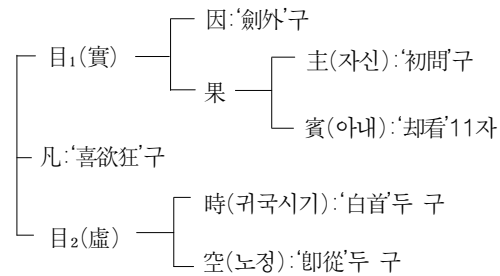 因:‘劍外’구
目₁(實)
主(자신):‘初問’구
果
賓(아내):‘却看’11자
凡:‘喜欲狂’구
時(귀국시기):‘白首’두 구
目₂(虛)
空(노정):‘卽從’두 구